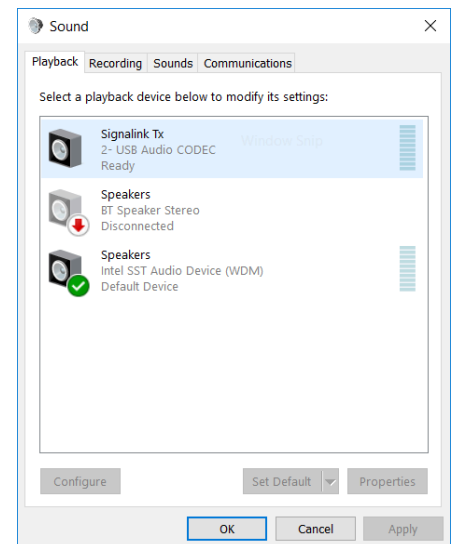 Sound
Playback Recording Sounds Communications
Select a playback device below to modify its settings:
Signalink Tx
2- USB Audio CODEC
Ready
Window Snip
Speakers
BT Speaker Stereo
Disconnected
Speakers
Intel SST Audio Device (WDM)
Default Device
Configure Set Default Properties
OK Cancel Apply